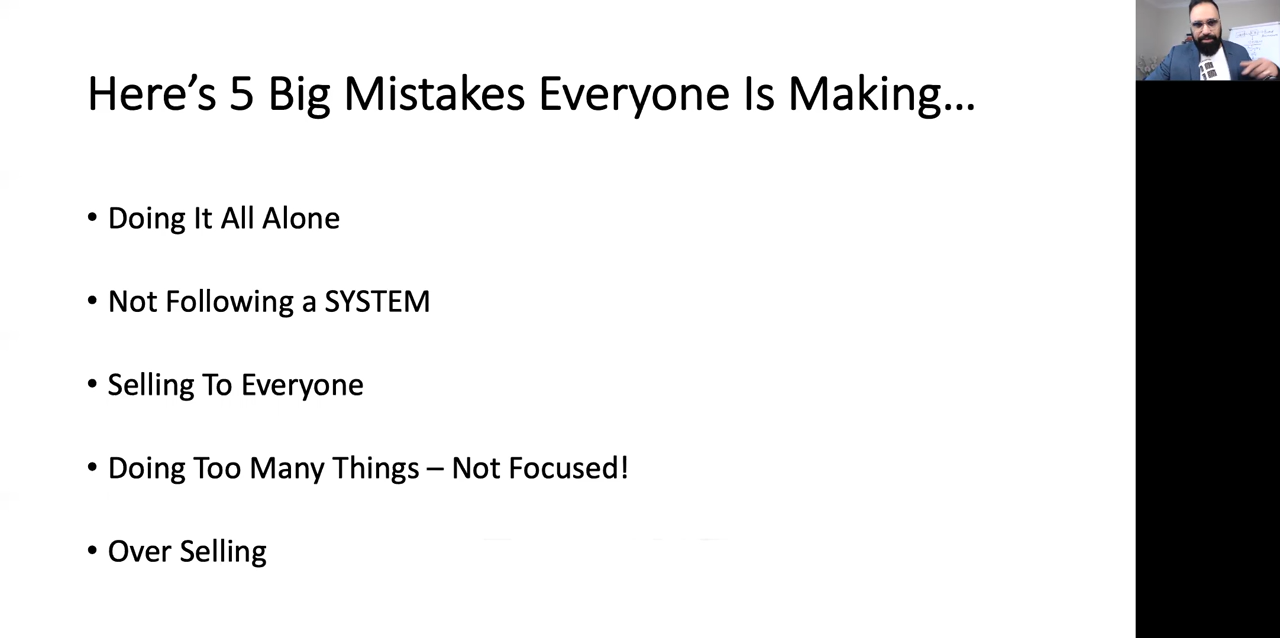 Here’s 5 Big Mistakes Everyone Is Making…
• Doing It All Alone
• Not Following a SYSTEM
• Selling To Everyone
• Doing Too Many Things – Not Focused!
• Over Selling